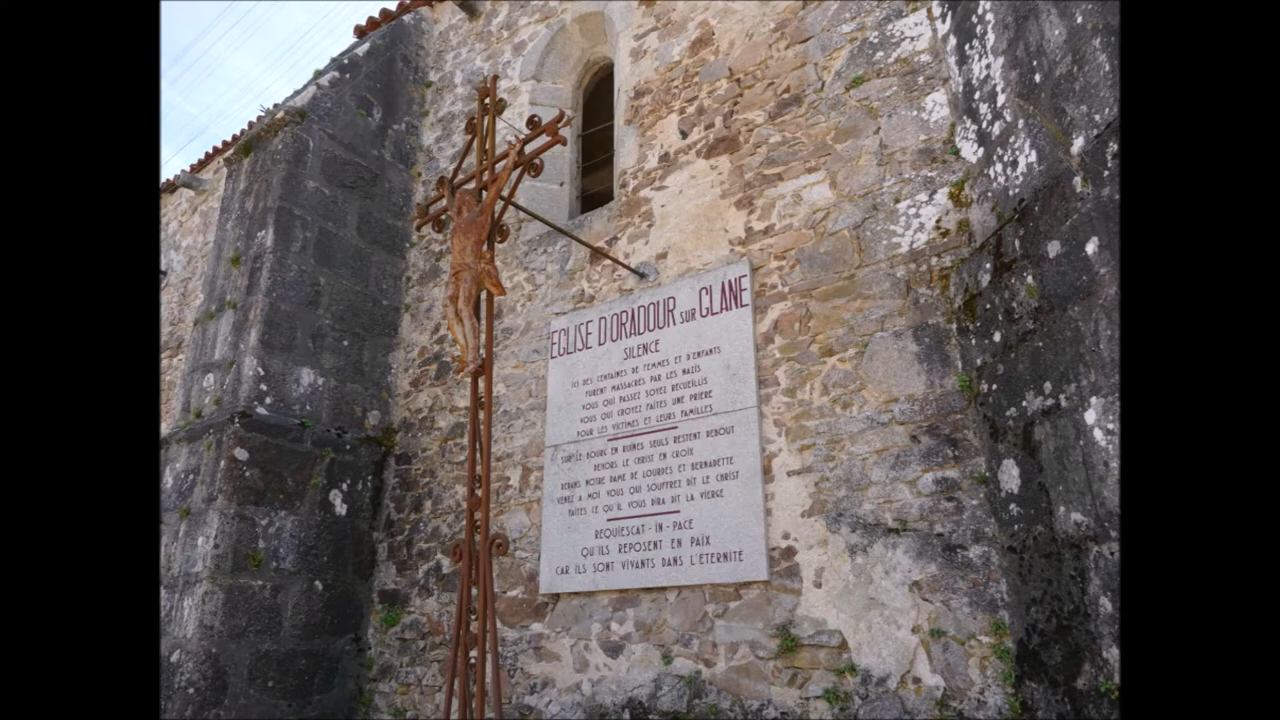 EGLISE D'ORADOUR SUR GLANE
SILENCE
ICI DES CENTAINES DE FEMMES ET D'ENFANTS
FURENT MASSACRÉS PAR LES NAZIS
VOUS QUI PASSEZ SOYEZ RECUEILLIS
VOUS QUI CROYEZ FAITES UNE PRIERE
POUR LES VICTIMES ET LEURS FAMILLES
SUR LE BOURG EN RUINES SEULS RESTENT DEBOUT
DEHORS LE CHRIST EN CROIX
DEDANS NOTRE DAME DE LOURDES ET BERNADETTE
VENEZ A MOI VOUS QUI SOUFFREZ DIT LE CHRIST
FAITES CE QU'IL VOUS DIRA DIT LA VIERGE
REQUIESCAT-IN-PACE
QU'ILS REPOSENT EN PAIX
CAR ILS SONT VIVANTS DANS L'ETERNITÉ